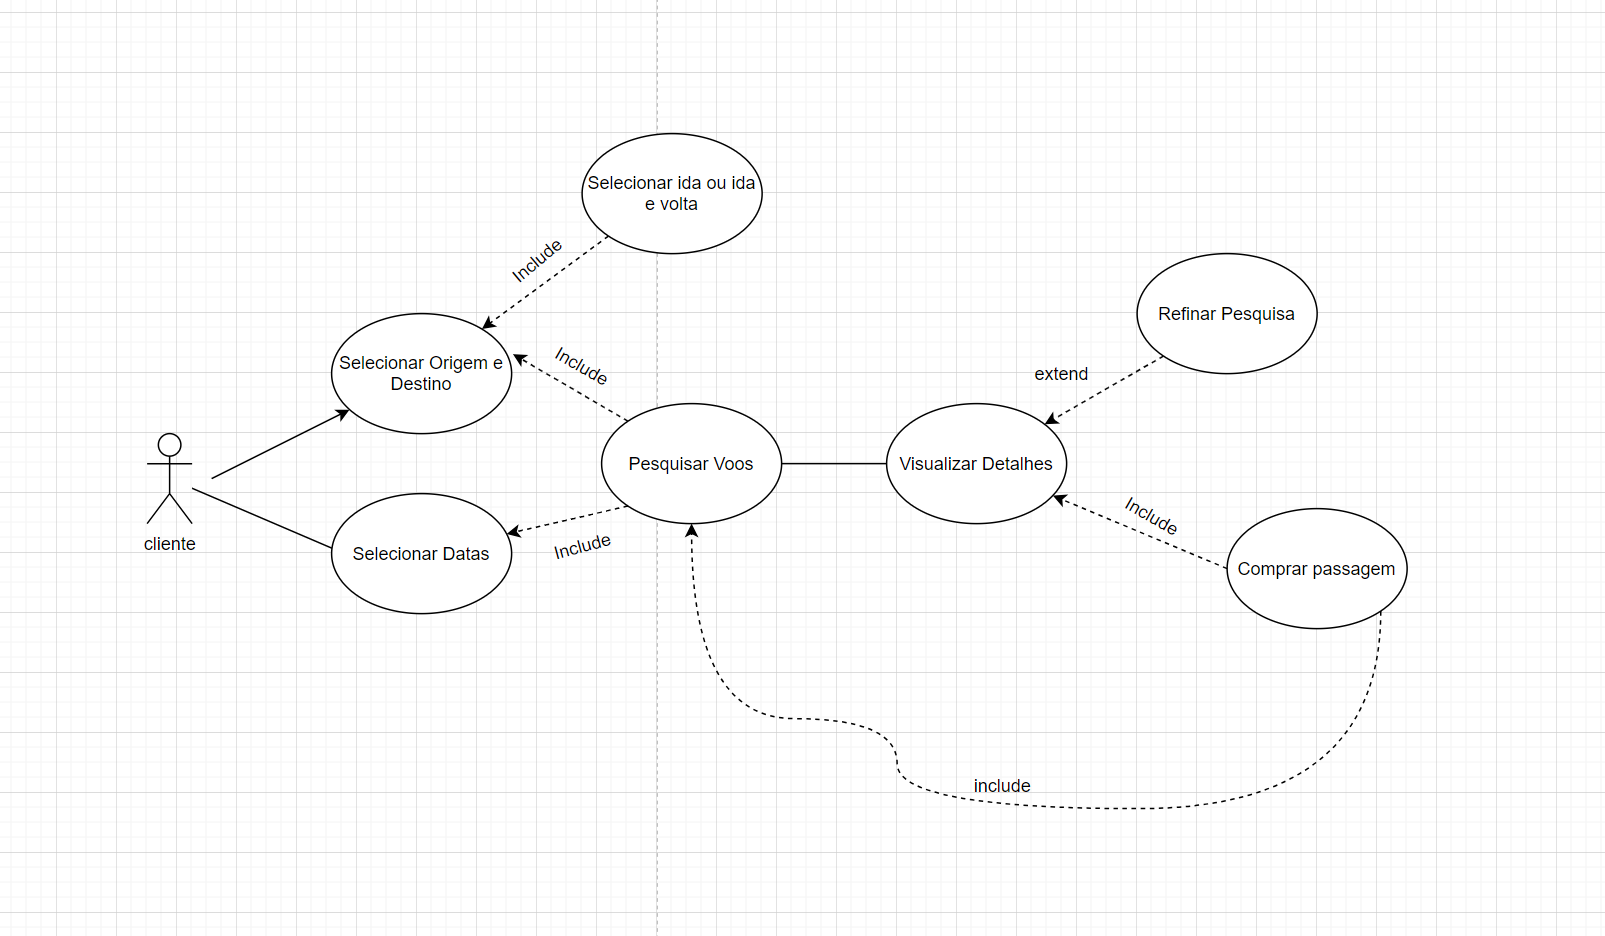 Selecionar ida ou ida
e volta
Include
Refinar Pesquisa
Selecionar Origem e
Destino
Include
extend
Pesquisar Voos
Visualizar Detalhes
Include
cliente
Selecionar Datas
Include
Comprar passagem
include